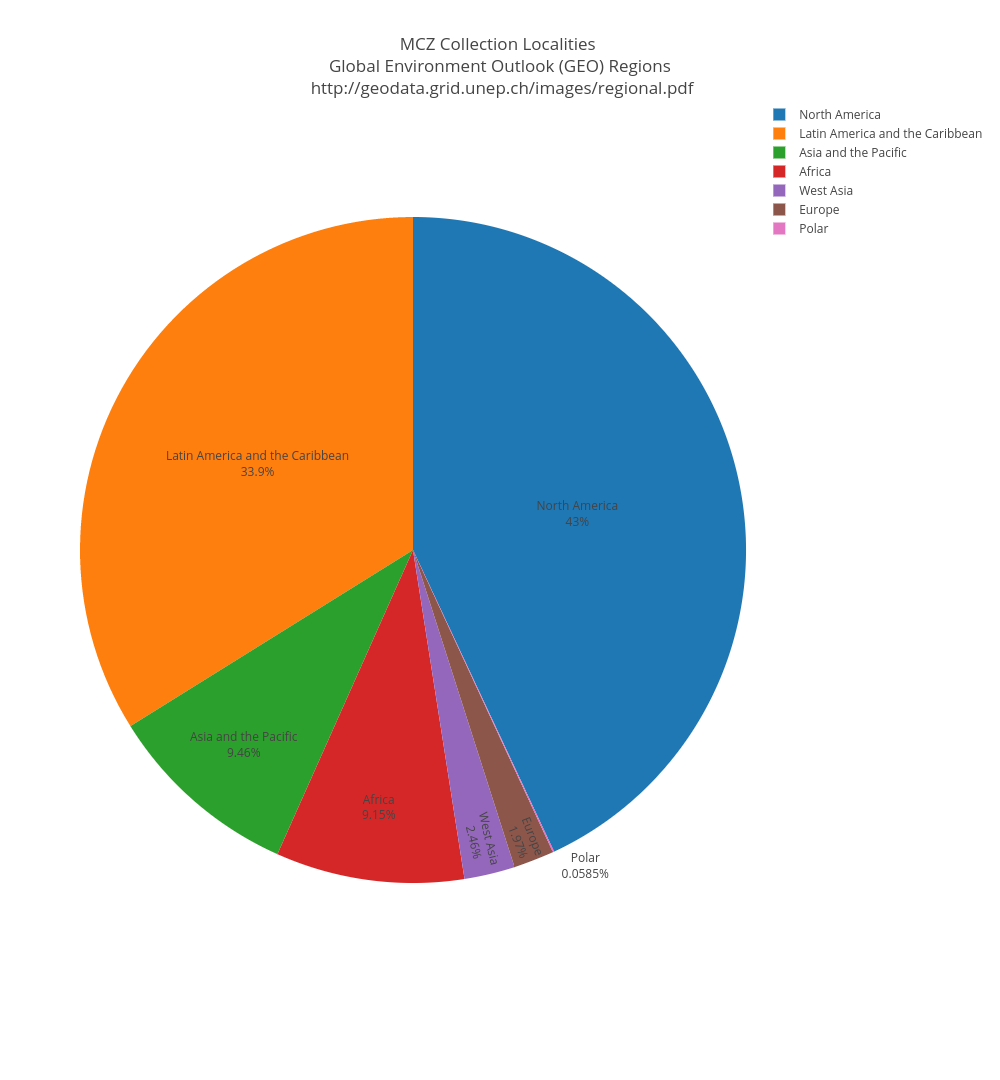 MCZ Collection Localities
Global Environment Outlook (GEO) Regions
http://geodata.grid.unep.ch/images/regional.pdf
North America
Latin America and the Caribbean
Asia and the Pacific
Africa
West Asia
Europe
Polar
Latin America and the Caribbean
33.9%
North America
43%
Asia and the Pacific
9.46%
Africa
9.15%
West Asia
2.46%
Europe
1.97%
Polar
0.0585%